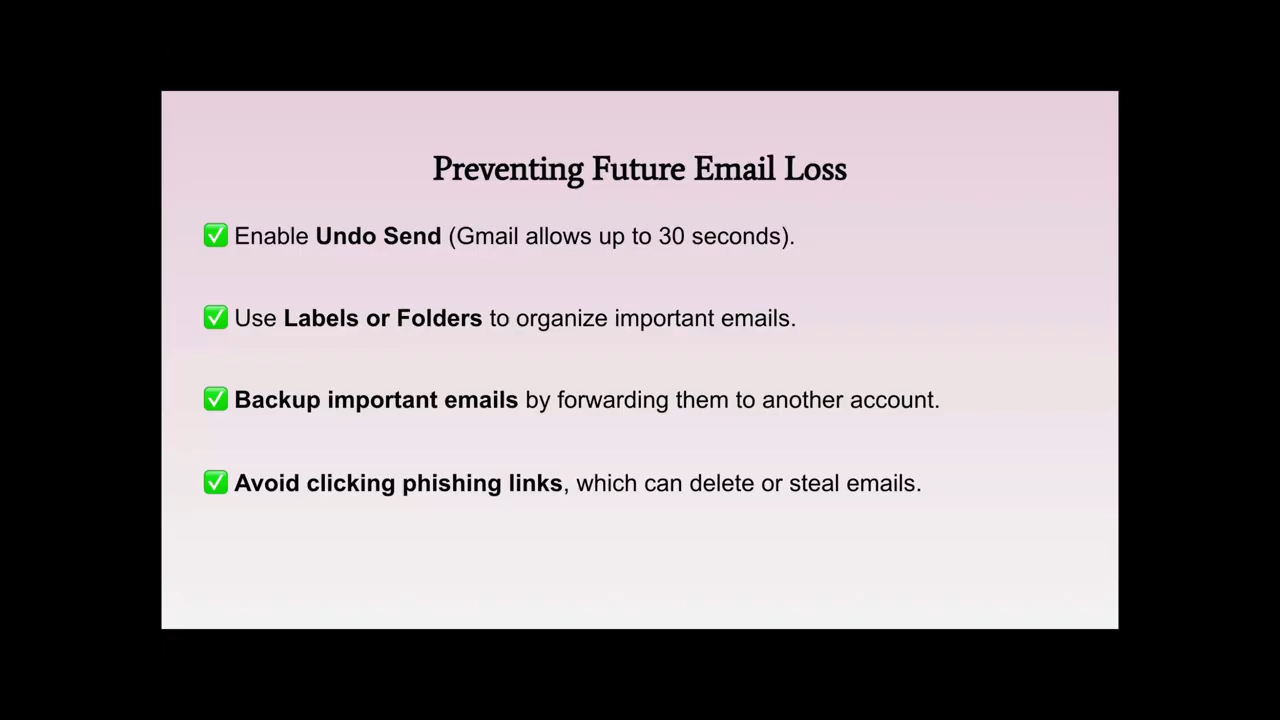 Preventing Future Email Loss
✅ Enable Undo Send (Gmail allows up to 30 seconds).
✅ Use Labels or Folders to organize important emails.
✅ Backup important emails by forwarding them to another account.
✅ Avoid clicking phishing links, which can delete or steal emails.